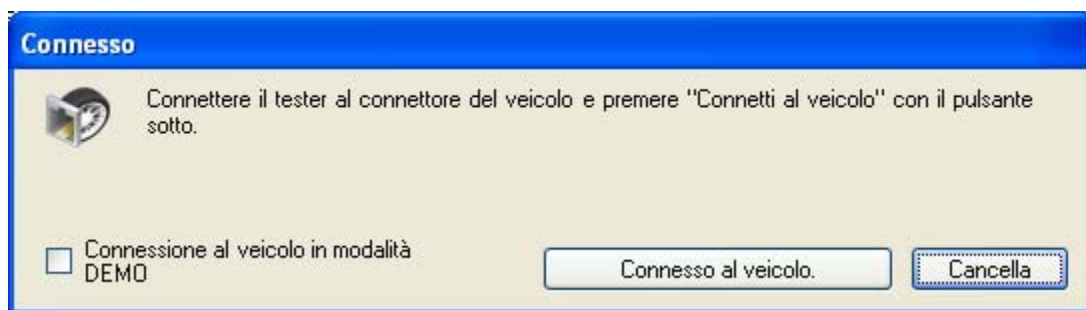 Connesso
Connettere il tester al connettore del veicolo e premere "Connetti al veicolo" con il pulsante
sotto.
Connessione al veicolo in modalità
DEMO
Connesso al veicolo.
Cancella